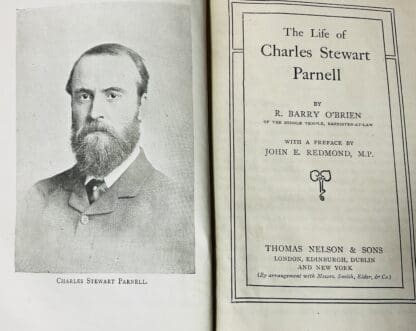 CHARLES STEWART PARNELL.
The Life of
Charles Stewart
Parnell
BY
R. BARRY O'BRIEN
OF THE MIDDLE TEMPLE, BARRISTER-AT-LAW
WITH A PREFACE BY
JOHN E. REDMOND, M.P.
THOMAS NELSON & SONS
LONDON, EDINBURGH, DUBLIN
AND NEW YORK
(By arrangement with Messrs. Smith, Elder, & Co.)